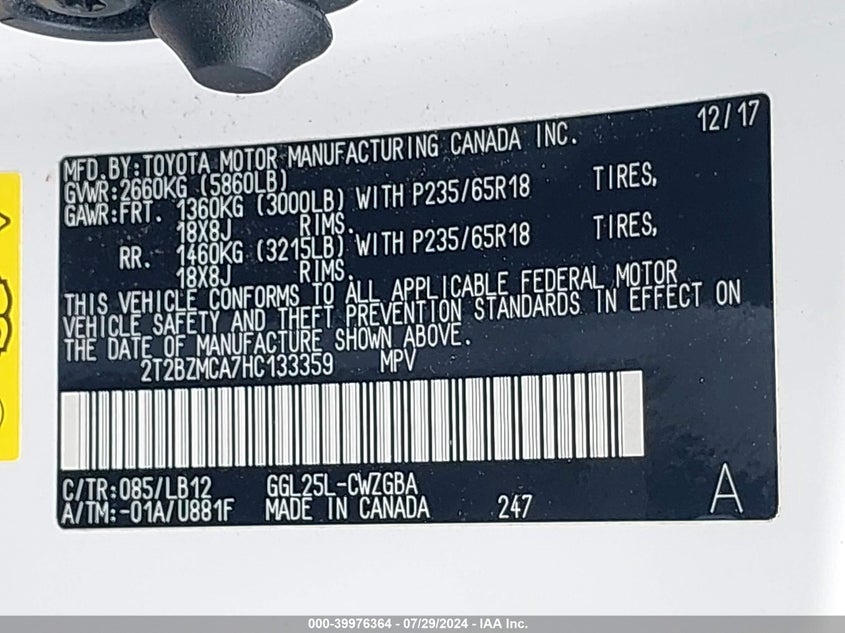 12/17
MFD.BY:TOYOTA MOTOR MANUFACTURING CANADA INC.
GVWR:2660KG (5860LB)
GAWR:FRT. 1360KG (3000LB) WITH P235/65R18 TIRES,
18X8J RIMS.
RR. 1460KG (3215LB) WITH P235/65R18 TIRES,
18X8J RIMS.
THIS VEHICLE CONFORMS TO ALL APPLICABLE FEDERAL MOTOR
VEHICLE SAFETY AND THEFT PREVENTION STANDARDS IN EFFECT ON
THE DATE OF MANUFACTURE SHOWN ABOVE.
2T2BZMCA7HC133359 MPV
C/TR:085/LB12 GGL25L-CWZGBA
A/TM:-01A/U881F MADE IN CANADA 247 A
000-39976364 - 07/29/2024 - IAA Inc.